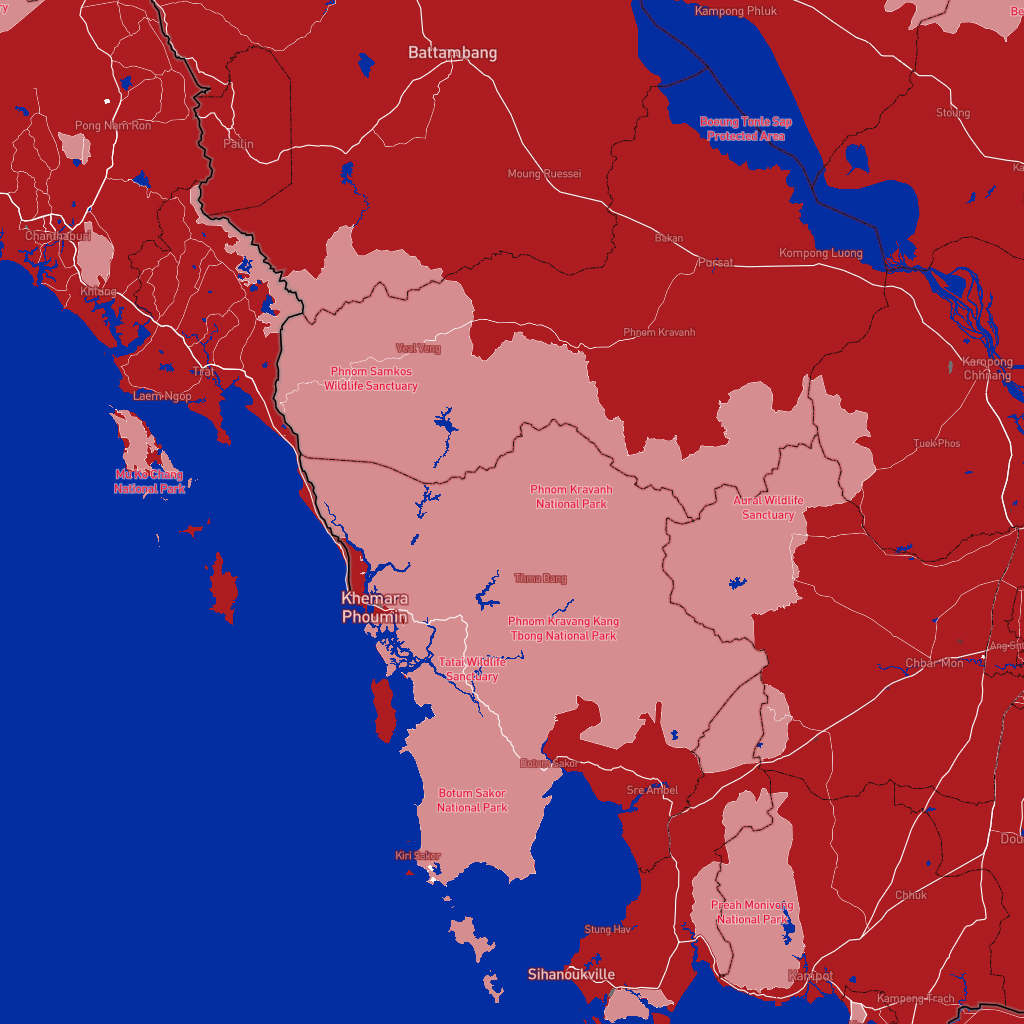 Kampong Phluk
Battambang
Stoung
Boeung Tonle Sap
Protected Area
Pong Nam Ron
Pailin
Moung Ruessei
Chanthaburi
Bakan
Kompong Luong
Pursat
Khlung
Phnom Kravanh
Veal Veng
Kampong
Chhnang
Trat
Phnom Samkos
Wildlife Sanctuary
Laem Ngop
Tuek Phos
Mu Ko Chang
National Park
Phnom Kravanh
National Park
Aural Wildlife
Sanctuary
Thma Bang
Khemara
Phoumin
Phnom Kravang Kang
Tbong National Park
Tatai Wildlife
Sanctuary
Chbar Mon
Botum Sakor
Botum Sakor
National Park
Sre Ambel
Kiri Sakor
Chhuk
Preah Monivong
National Park
Stung Hav
Sihanoukville
Kampot
Kampong Trach